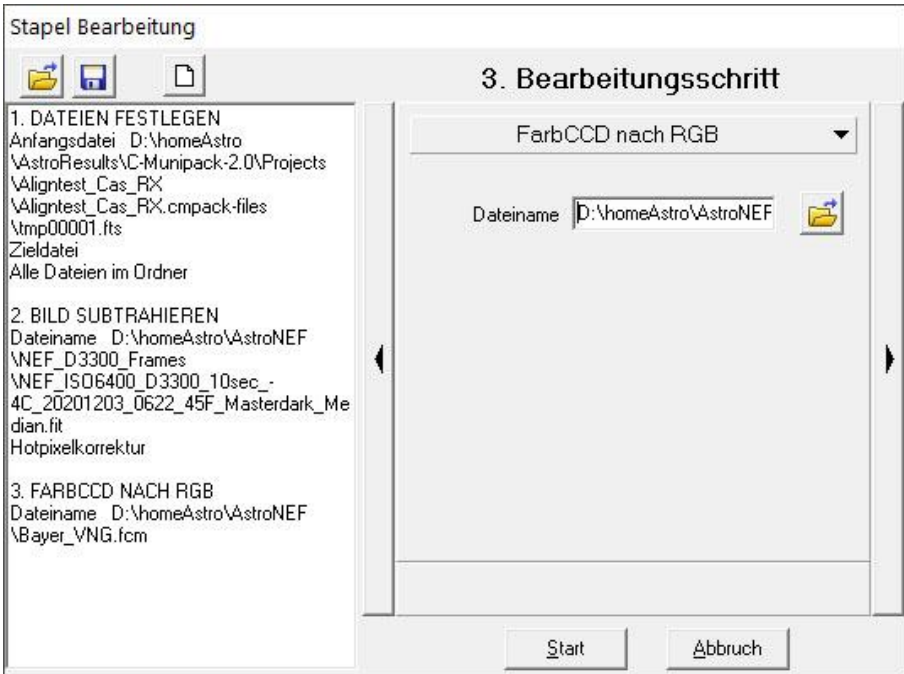 Stapel Bearbeitung
3. Bearbeitungsschritt
1. DATEIEN FESTLEGEN
Anfangsdatei D:\homeAstro
\AstroResults\C-Munipack-2.0\Projects
\Aligntest_Cas_RX
\Aligntest_Cas_RX.cmpack-files
\tmp00001.fts
Zieldatei
Alle Dateien im Ordner
2. BILD SUBTRAHIEREN
Dateiname D:\homeAstro\AstroNEF
\NEF_D3300_Frames
\NEF_ISO6400_D3300_10sec_-
4C_20201203_0622_45F_Masterdark_Me
dian.fit
Hotpixelkorrektur
3. FARBCCD NACH RGB
Dateiname D:\homeAstro\AstroNEF
\Bayer_VNG.fcm
FarbCCD nach RGB
Dateiname D:\homeAstro\AstroNEF
Start Abbruch